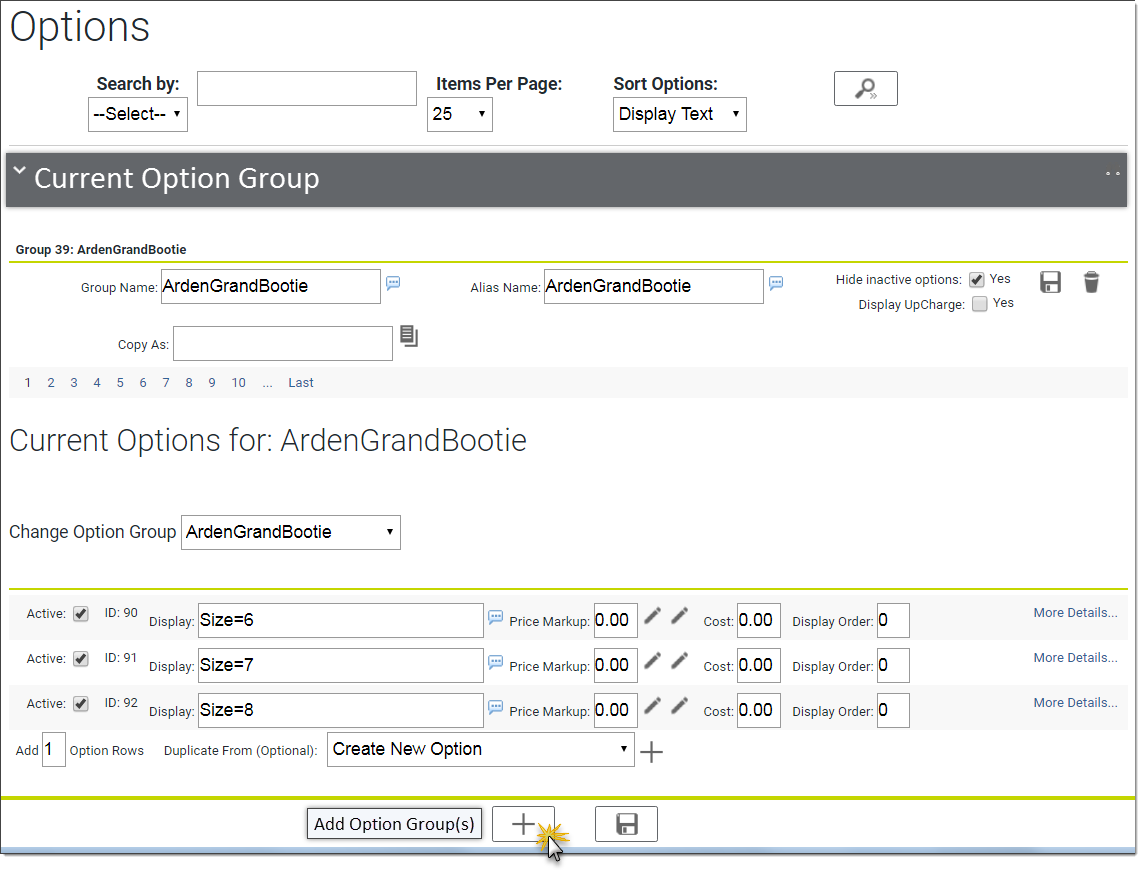 Options
Search by: Items Per Page: Sort Options:
--Select-- 25 Display Text
Current Option Group
Group 39: ArdenGrandBootie
Group Name: ArdenGrandBootie Alias Name: ArdenGrandBootie Hide inactive options: Yes
Display UpCharge: Yes
Copy As:
1 2 3 4 5 6 7 8 9 10 ... Last
Current Options for: ArdenGrandBootie
Change Option Group ArdenGrandBootie
Active: ID: 90 Display: Size=6 Price Markup: 0.00 Cost: 0.00 Display Order: 0 More Details...
Active: ID: 91 Display: Size=7 Price Markup: 0.00 Cost: 0.00 Display Order: 0 More Details...
Active: ID: 92 Display: Size=8 Price Markup: 0.00 Cost: 0.00 Display Order: 0 More Details...
Add 1 Option Rows Duplicate From (Optional): Create New Option
Add Option Group(s)